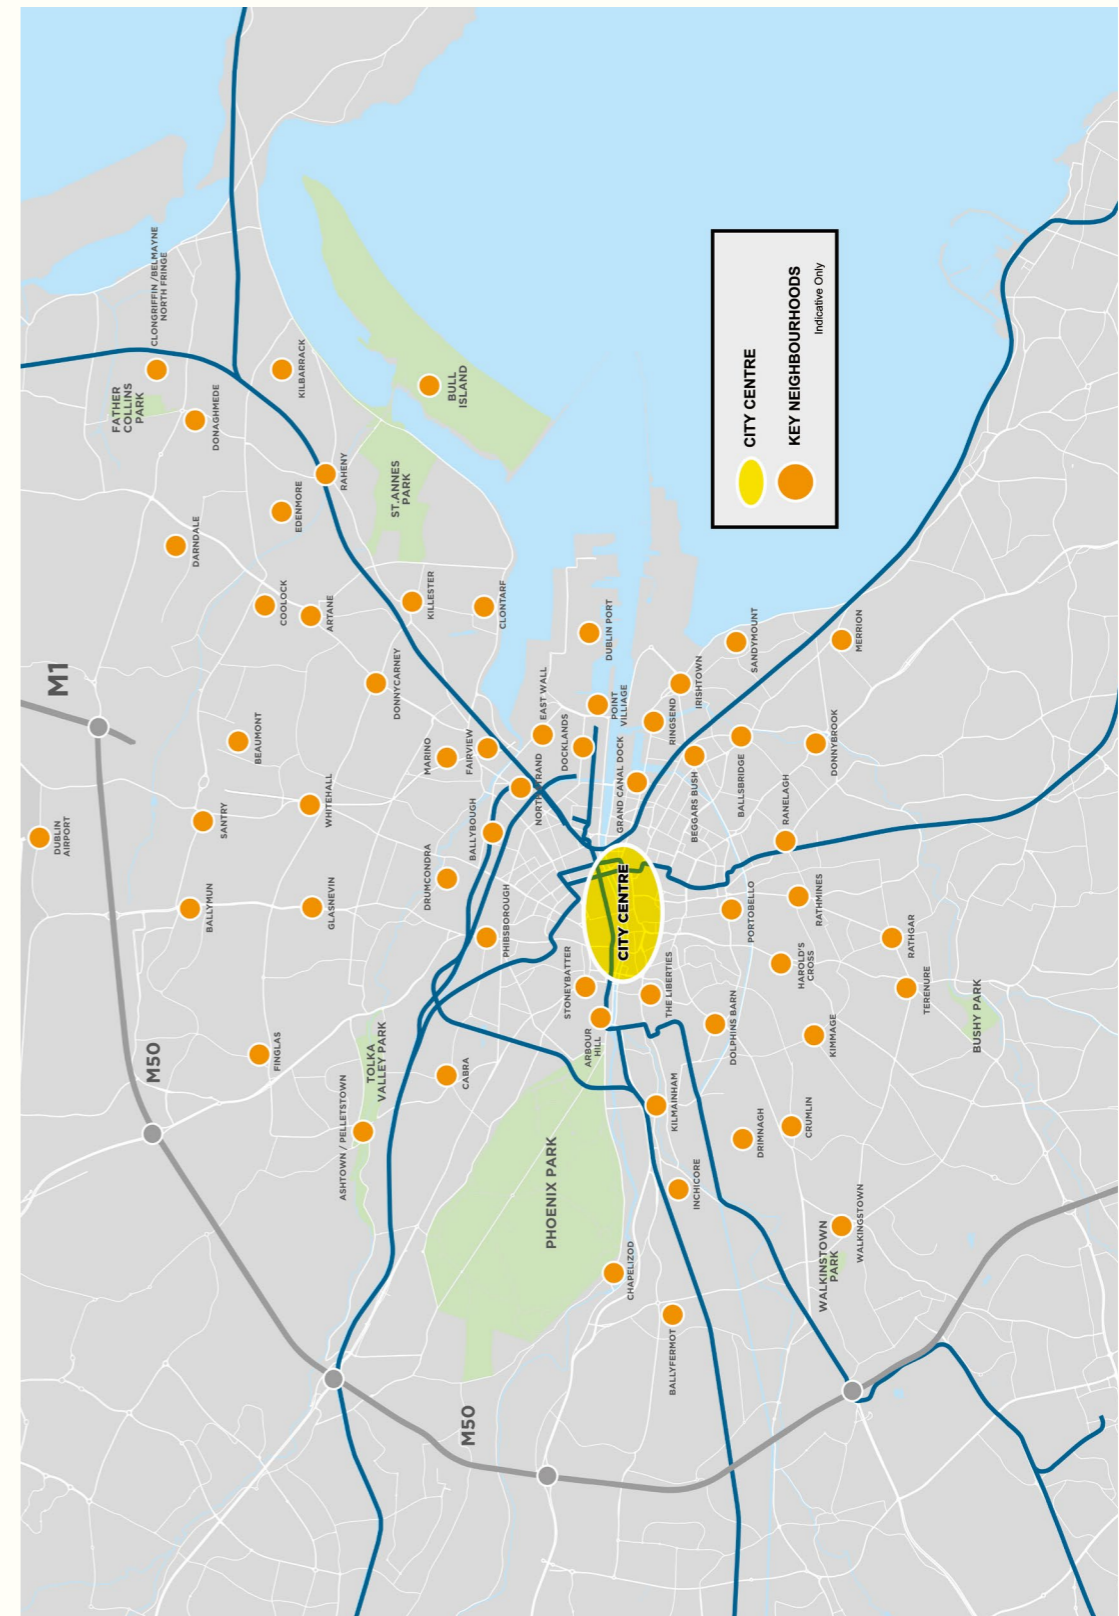 M1
DUBLIN
AIRPORT
M50
FATHER
COLLINS
PARK
CLONGRIFFIN /BELMAYNE
NORTH FRINGE
DARNDALE
DONAGHMEDE
BALLYMUN
SANTRY
BEAUMONT
FINGLAS
COOLOCK
EDENMORE
KILBARRACK
GLASNEVIN
WHITEHALL
ARTANE
RAHENY
ASHTOWN / PELLETSTOWN
TOLKA
VALLEY PARK
DONNYCARNEY
ST.ANNES
PARK
KILLESTER
BULL
ISLAND
DRUMCONDRA
MARINO
CABRA
M50
BALLYBOUGH
FAIRVIEW
CLONTARF
PHIBSBOROUGH
NORTH STRAND
EAST WALL
PHOENIX PARK
STONEYBATTER
DOCKLANDS
DUBLIN PORT
ARBOUR
HILL
POINT
VILLIAGE
CITY CENTRE
GRAND CANAL DOCK
CHAPELIZOD
THE LIBERTIES
RINGSEND
KILMAINHAM
BALLYFERMOT
INCHICORE
BEGGARS BUSH
IRISHTOWN
DOLPHINS BARN
PORTOBELLO
BALLSBRIDGE
SANDYMOUNT
DRIMNAGH
CRUMLIN
HAROLD'S
CROSS
RATHMINES
RANELAGH
KIMMAGE
DONNYBROOK
MERRION
WALKINSTOWN
PARK
WALKINGSTOWN
RATHGAR
TERENURE
BUSHY PARK
CITY CENTRE
KEY NEIGHBOURHOODS
Indicative Only